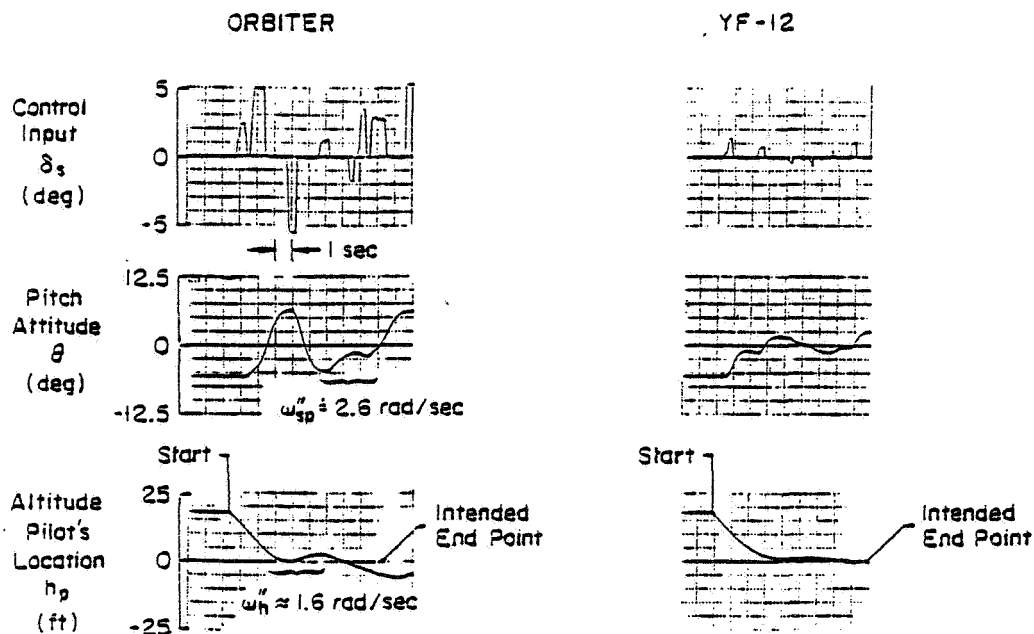 ORBITER
YF-12
Control
Input
δs
(deg)
5
0
-5
1 sec
Pitch
Attitude
θ
(deg)
12.5
0
-12.5
ω"sp ≐ 2.6 rad/sec
Start
Start
Altitude
Pilot's
Location
hp
(ft)
25
0
-25
Intended
End Point
Intended
End Point
ω"h ≈ 1.6 rad/sec